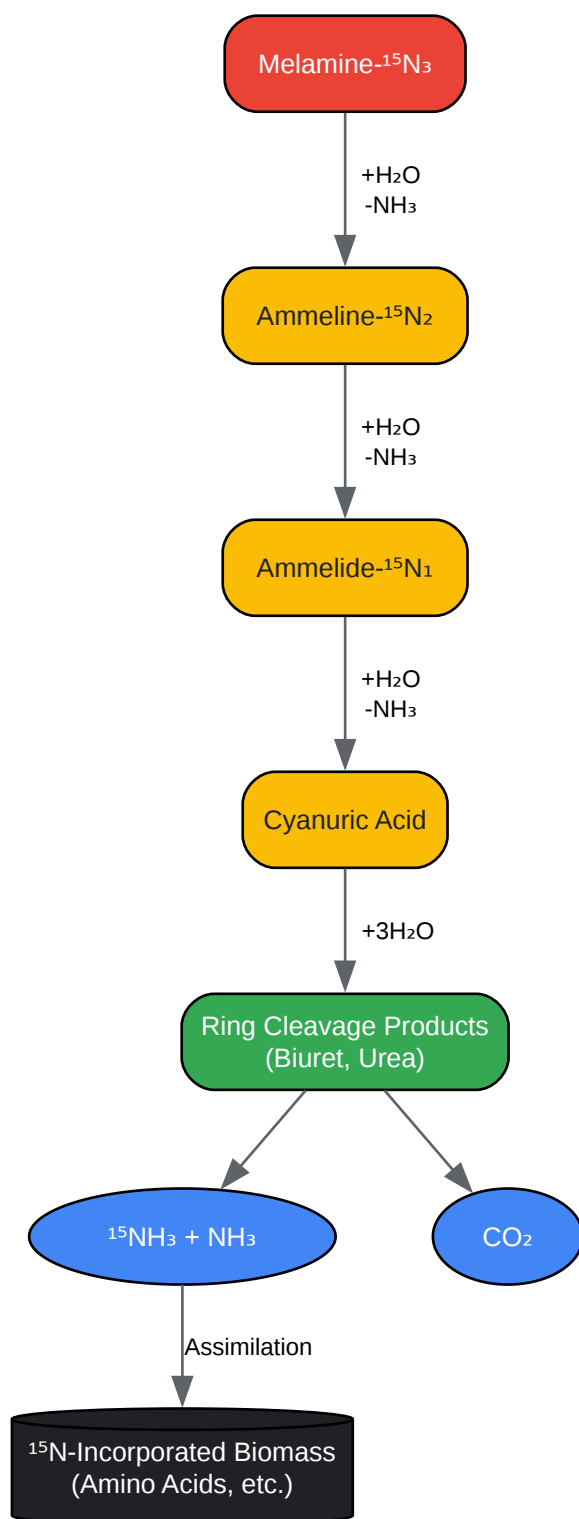 Melamine-¹⁵N₃
+H₂O
-NH₃
Ammeline-¹⁵N₂
+H₂O
-NH₃
Ammelide-¹⁵N₁
+H₂O
-NH₃
Cyanuric Acid
+3H₂O
Ring Cleavage Products
(Biuret, Urea)
¹⁵NH₃ + NH₃
CO₂
Assimilation
¹⁵N-Incorporated Biomass
(Amino Acids, etc.)